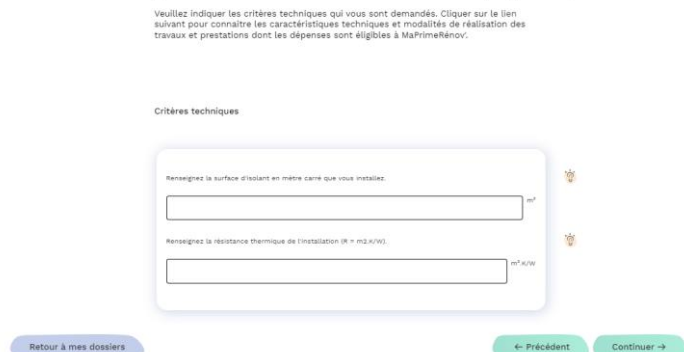 Veuillez indiquer les critères techniques qui vous sont demandés. Cliquer sur le lien
suivant pour connaitre les caractéristiques techniques et modalités de réalisation des
travaux et prestations dont les dépenses sont éligibles à MaPrimeRénov'.
Critères techniques
Renseignez la surface d'isolant en mètre carré que vous installez.
m²
Renseignez la résistance thermique de l'installation (R = m2.K/W).
m².K/W
Retour à mes dossiers
← Précédent
Continuer →